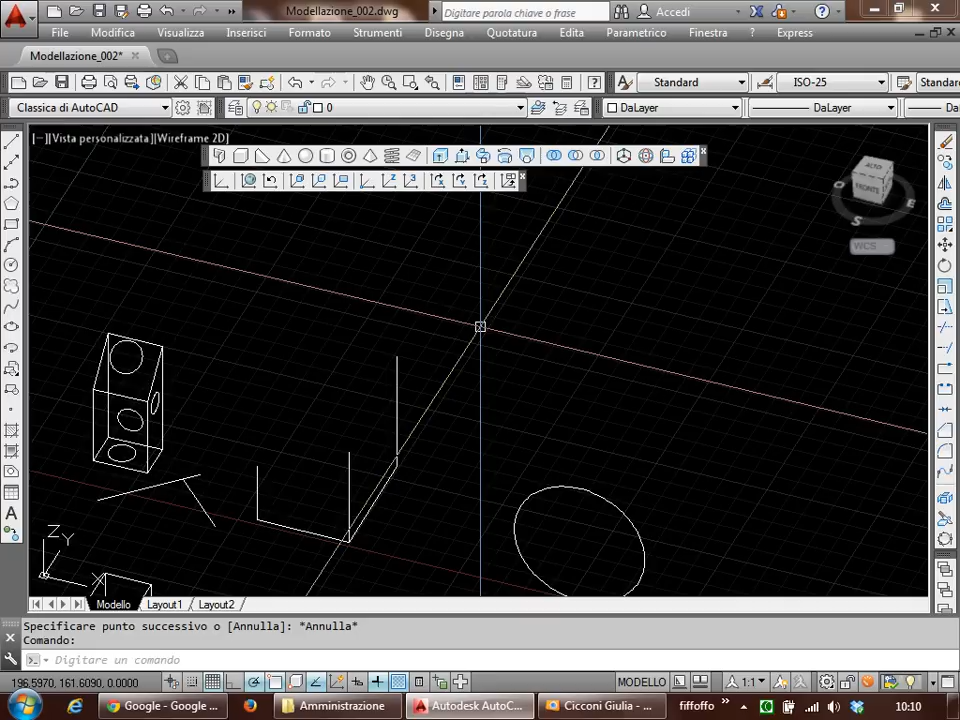 Modellazione_002.dwg
Digitare parola chiave o frase
Accedi
File Modifica Visualizza Inserisci Formato Strumenti Disegna Quotatura Edita Parametrico Finestra ? Express
Modellazione_002*
Standard
ISO-25
Standard
Classica di AutoCAD
0
DaLayer
DaLayer
[−][Vista personalizzata][Wireframe 2D]
ALTO
FRONTE
O
E
S
WCS
Z
Y
X
Modello Layout1 Layout2
Specificare punto successivo o [Annulla]: *Annulla*
Comando:
Digitare un comando
196.5970, 161.6090, 0.0000
MODELLO
1:1
Google - Google ...
Amministrazione
Autodesk AutoC...
Cicconi Giulia - ...
fiffoffo
»
10:10